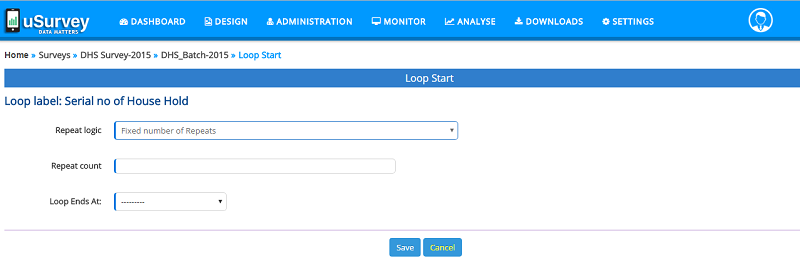 uSurvey DASHBOARD DESIGN ADMINISTRATION MONITOR ANALYSE DOWNLOADS SETTINGS
DATA MATTERS
Home » Surveys » DHS Survey-2015 » DHS_Batch-2015 » Loop Start
Loop Start
Loop label: Serial no of House Hold
Repeat logic Fixed number of Repeats
Repeat count
Loop Ends At: ---------
Save Cancel